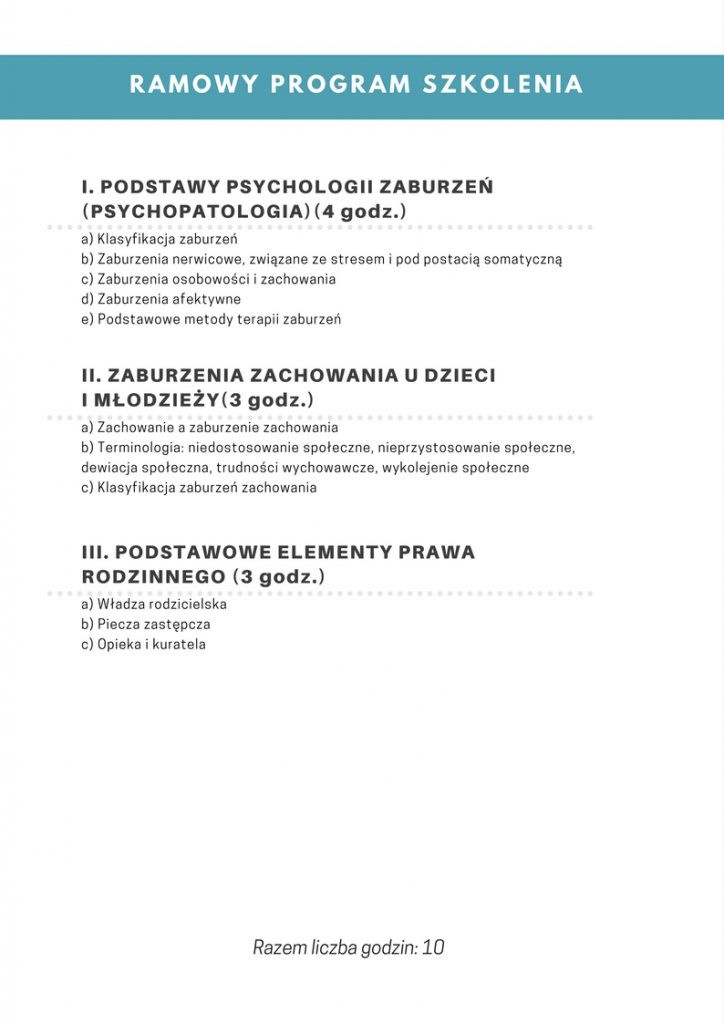 RAMOWY PROGRAM SZKOLENIA
I. PODSTAWY PSYCHOLOGII ZABURZEŃ
(PSYCHOPATOLOGIA)(4 godz.)
a) Klasyfikacja zaburzeń
b) Zaburzenia nerwicowe, związane ze stresem i pod postacią somatyczną
c) Zaburzenia osobowości i zachowania
d) Zaburzenia afektywne
e) Podstawowe metody terapii zaburzeń
II. ZABURZENIA ZACHOWANIA U DZIECI
I MŁODZIEŻY(3 godz.)
a) Zachowanie a zaburzenie zachowania
b) Terminologia: niedostosowanie społeczne, nieprzystosowanie społeczne,
dewiacja społeczna, trudności wychowawcze, wykolejenie społeczne
c) Klasyfikacja zaburzeń zachowania
III. PODSTAWOWE ELEMENTY PRAWA
RODZINNEGO (3 godz.)
a) Władza rodzicielska
b) Piecza zastępcza
c) Opieka i kuratela
Razem liczba godzin: 10